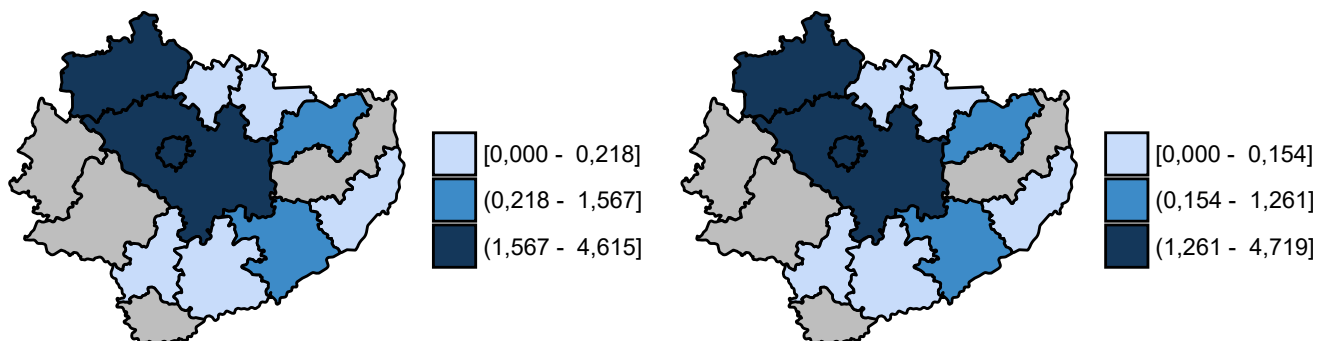 [0,000 - 0,218]
(0,218 - 1,567]
(1,567 - 4,615]
[0,000 - 0,154]
(0,154 - 1,261]
(1,261 - 4,719]